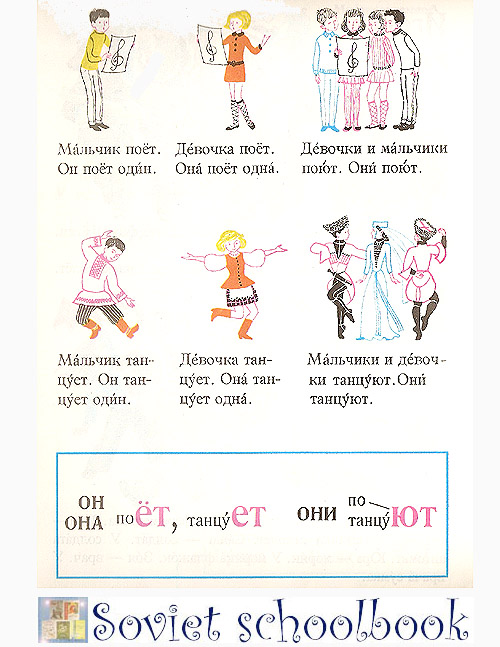 Ма́льчик поёт.
Он поёт оди́н.
Де́вочка поёт.
Она́ поёт одна́.
Де́вочки и ма́льчики
пою́т. Они́ пою́т.
Ма́льчик тан-
цу́ет. Он тан-
цу́ет оди́н.
Де́вочка тан-
цу́ет. Она́ тан-
цу́ет одна́.
Ма́льчики и де́воч-
ки танцу́ют. Они́
танцу́ют.
ОН
ОНА
поёт, танцу́ет
ОНИ
по
танцу́ют
Soviet schoolbook